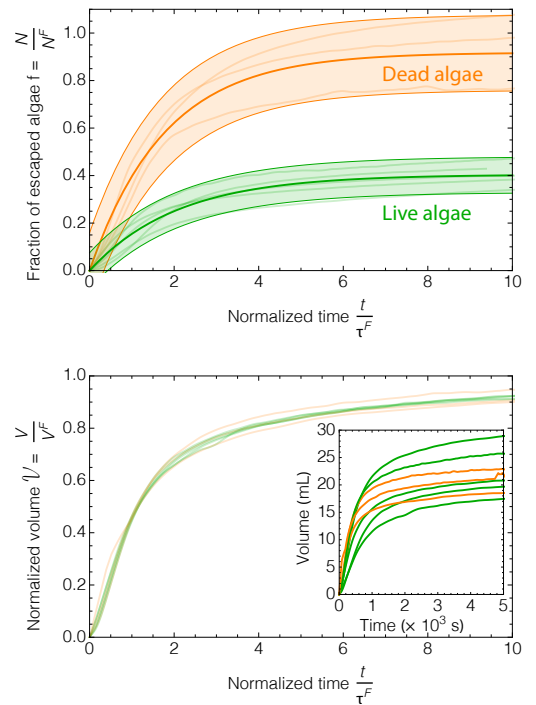 Fraction of escaped algae f = N/N^F
1.0
0.8
0.6
0.4
0.2
0.0
Dead algae
Live algae
0 2 4 6 8 10
Normalized time t/τ^F
Normalized volume 𝒱 = V/V^F
1.0
0.8
0.6
0.4
0.2
0.0
Volume (mL)
30
25
20
15
10
5
0
0 1 2 3 4 5
Time (× 10³ s)
0 2 4 6 8 10
Normalized time t/τ^F